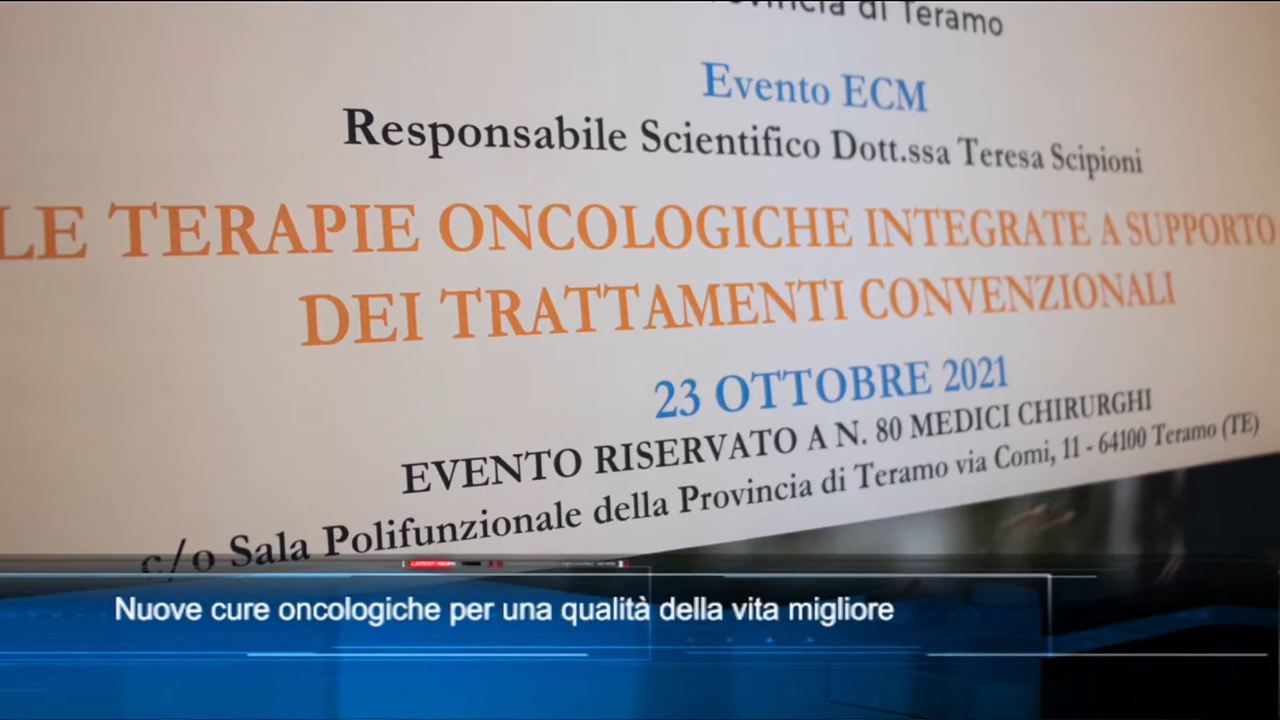 Provincia di Teramo
Evento ECM
Responsabile Scientifico Dott.ssa Teresa Scipioni
LE TERAPIE ONCOLOGICHE INTEGRATE A SUPPORTO
DEI TRATTAMENTI CONVENZIONALI
23 OTTOBRE 2021
EVENTO RISERVATO A N. 80 MEDICI CHIRURGHI
c/o Sala Polifunzionale della Provincia di Teramo via Comi, 11 - 64100 Teramo (TE)
LATEST NEWS
Nuove cure oncologiche per una qualità della vita migliore